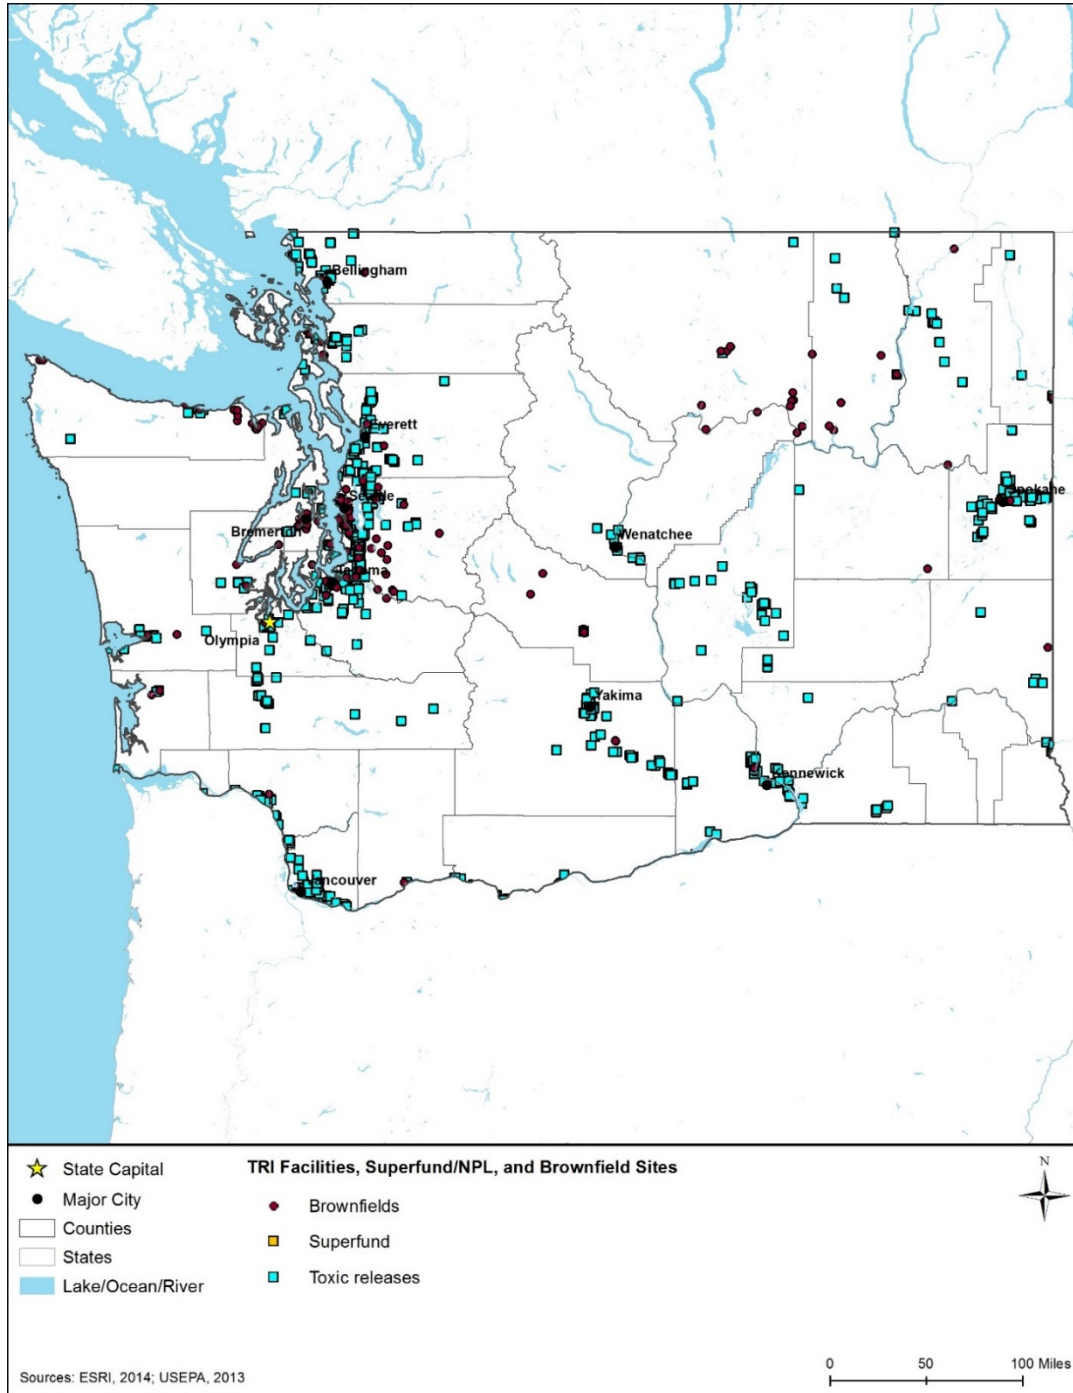 Bellingham
Everett
Seattle
Bremerton
Tacoma
Olympia
Wenatchee
Spokane
Yakima
Kennewick
Vancouver
State Capital
Major City
Counties
States
Lake/Ocean/River
TRI Facilities, Superfund/NPL, and Brownfield Sites
Brownfields
Superfund
Toxic releases
N
Sources: ESRI, 2014; USEPA, 2013
0 50 100 Miles